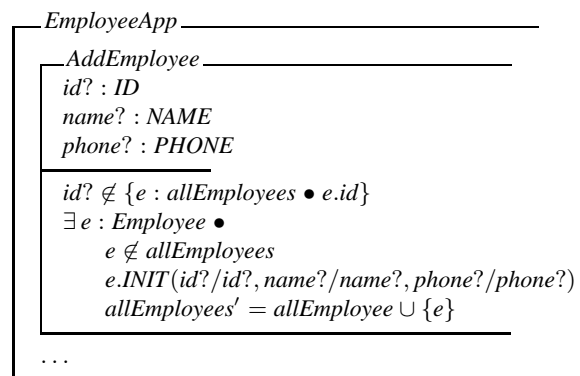 EmployeeApp
AddEmployee
id? : ID
name? : NAME
phone? : PHONE
id? ∉ {e : allEmployees • e.id}
∃ e : Employee •
e ∉ allEmployees
e.INIT(id?/id?, name?/name?, phone?/phone?)
allEmployees′ = allEmployee ∪ {e}
. . .